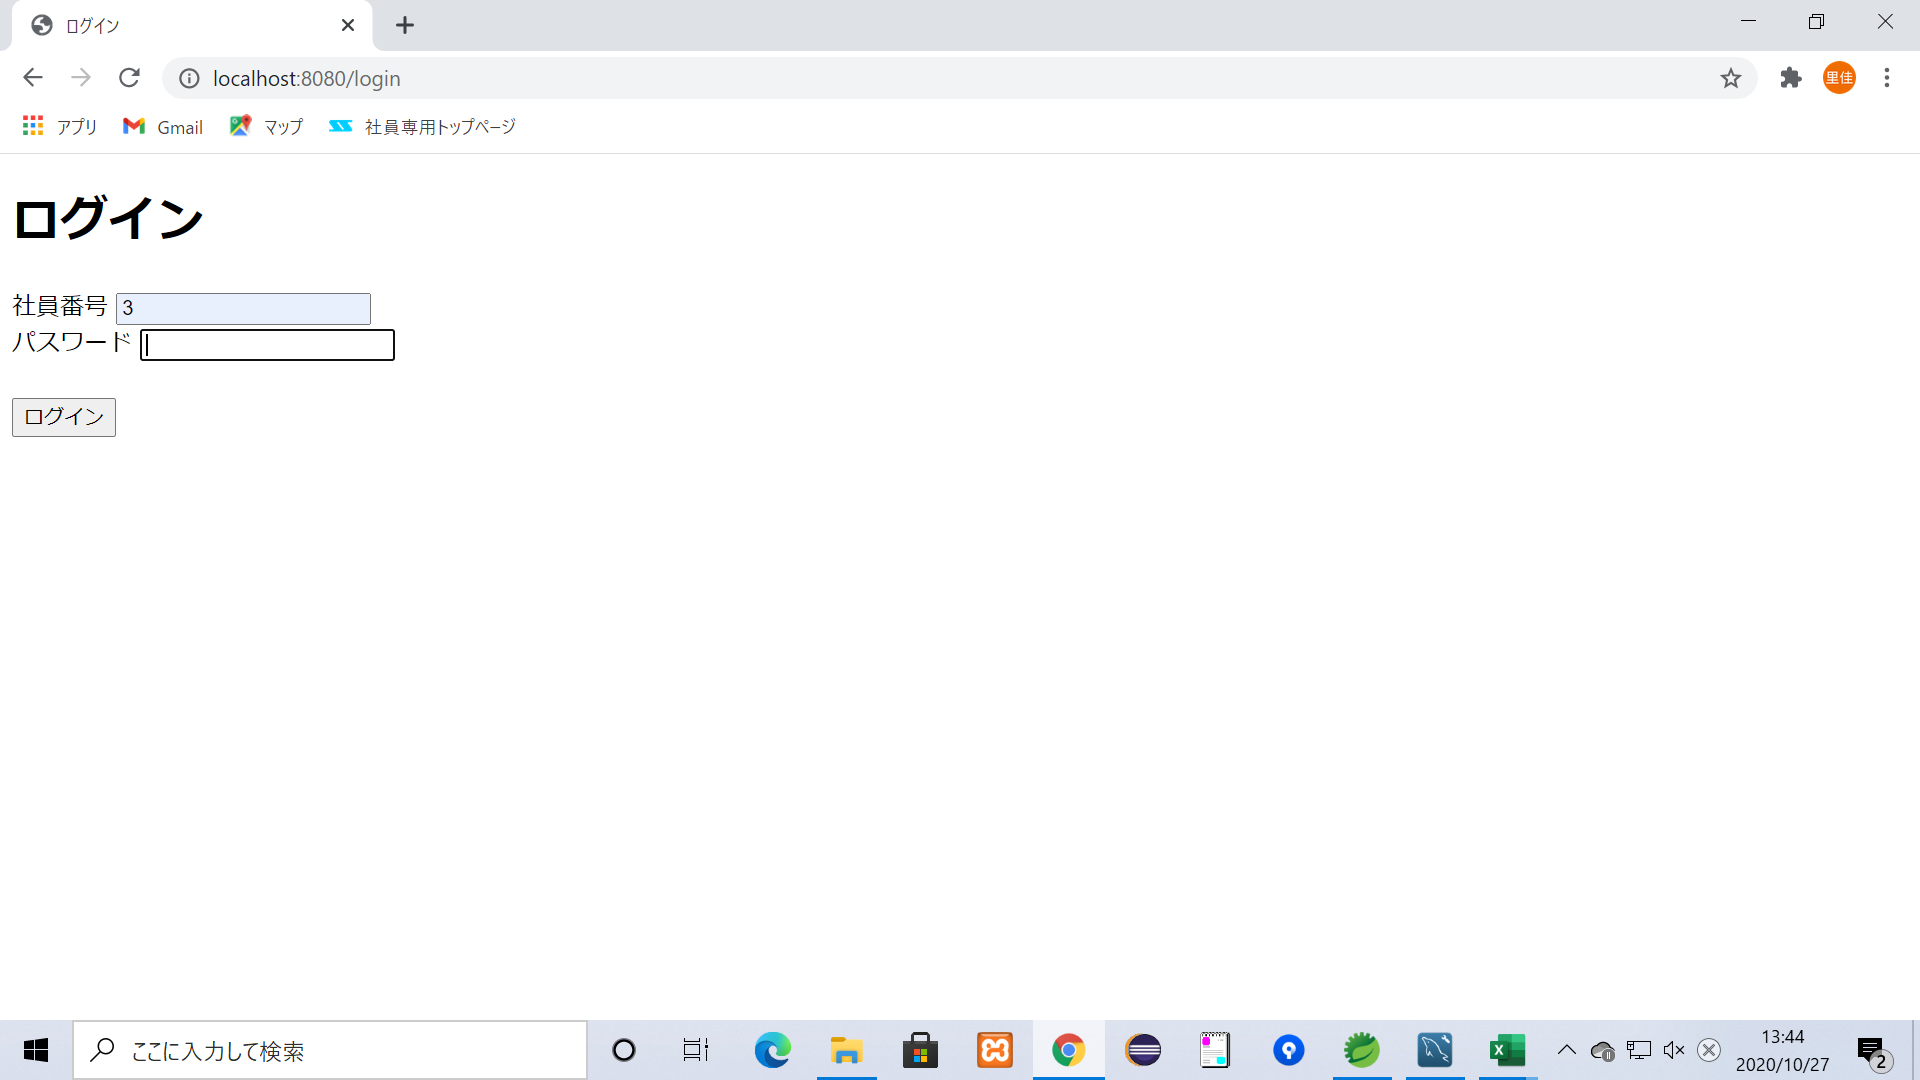 ログイン
localhost:8080/login
里佳
アプリ Gmail マップ 社員専用トップページ
ログイン
社員番号 3
パスワード
ログイン
ここに入力して検索
13:44
2020/10/27
2